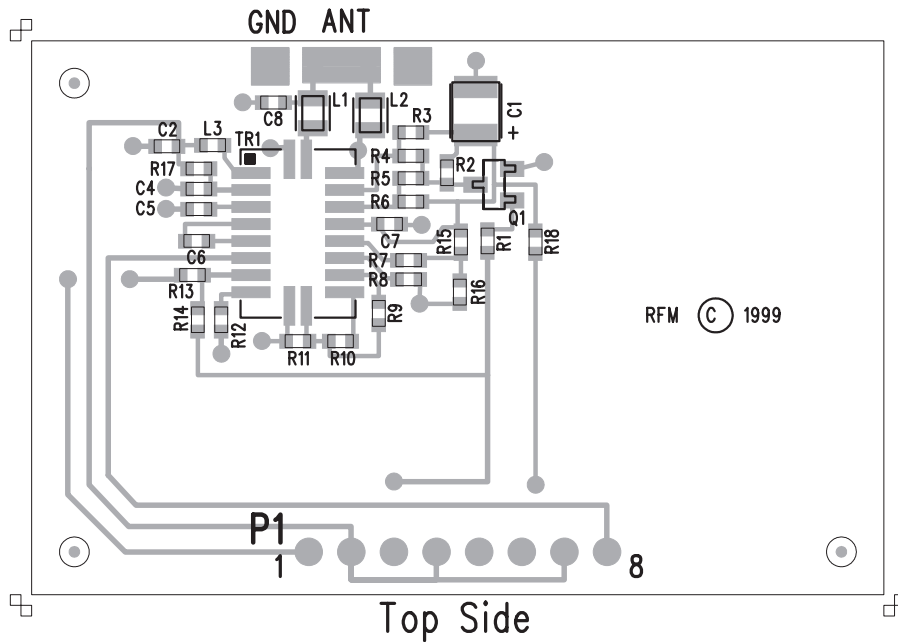 GND ANT
L1 L2
C8
C1
+
R3
C2 L3
TR1
R4
R17
R2
C4
R5
C5
R6
Q1
C7
R15 R1 R18
C6
R7
R13
R8
R16
R14 R12
R9
R11 R10
RFM C 1999
P1
1 8
Top Side